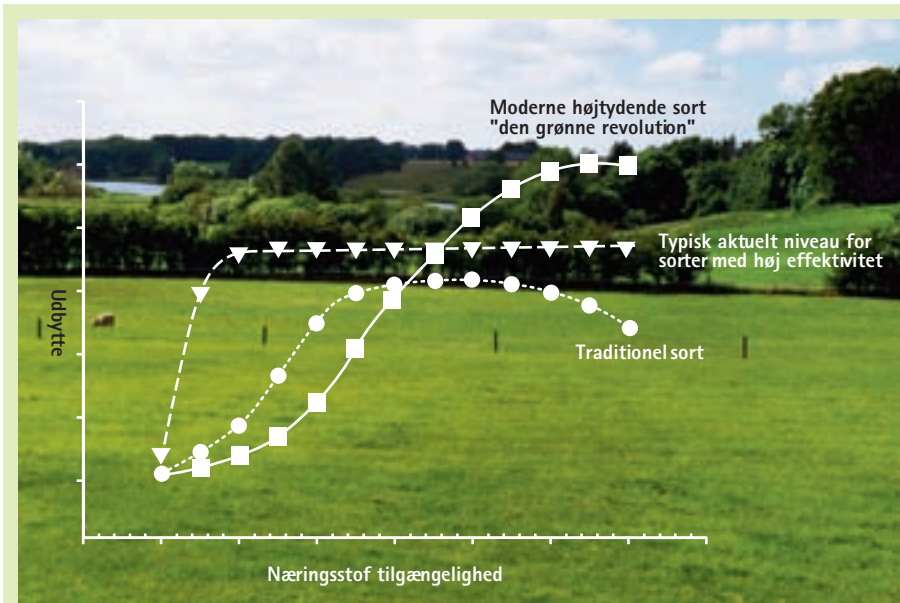 Moderne højtydende sort
"den grønne revolution"
Typisk aktuelt niveau for
sorter med høj effektivitet
Udbytte
Traditionel sort
Næringsstof tilgængelighed